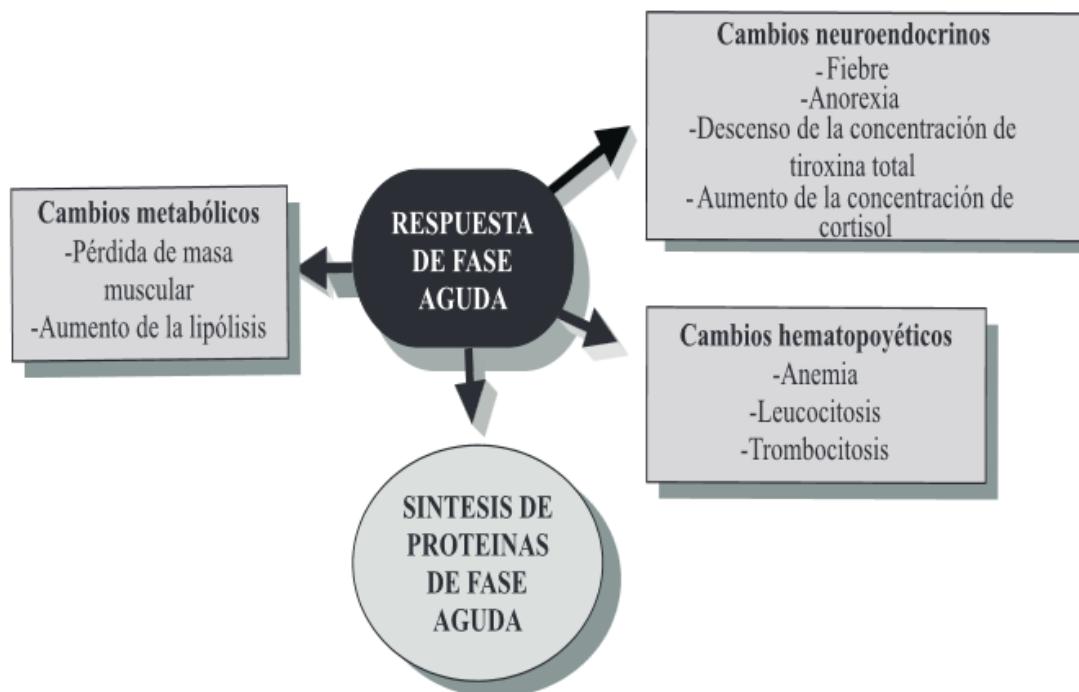 Cambios neuroendocrinos
-Fiebre
-Anorexia
-Descenso de la concentración de
tiroxina total
-Aumento de la concentración de
cortisol
Cambios metabólicos
-Pérdida de masa
muscular
-Aumento de la lipólisis
RESPUESTA
DE FASE
AGUDA
Cambios hematopoyéticos
-Anemia
-Leucocitosis
-Trombocitosis
SINTESIS DE
PROTEINAS
DE FASE
AGUDA